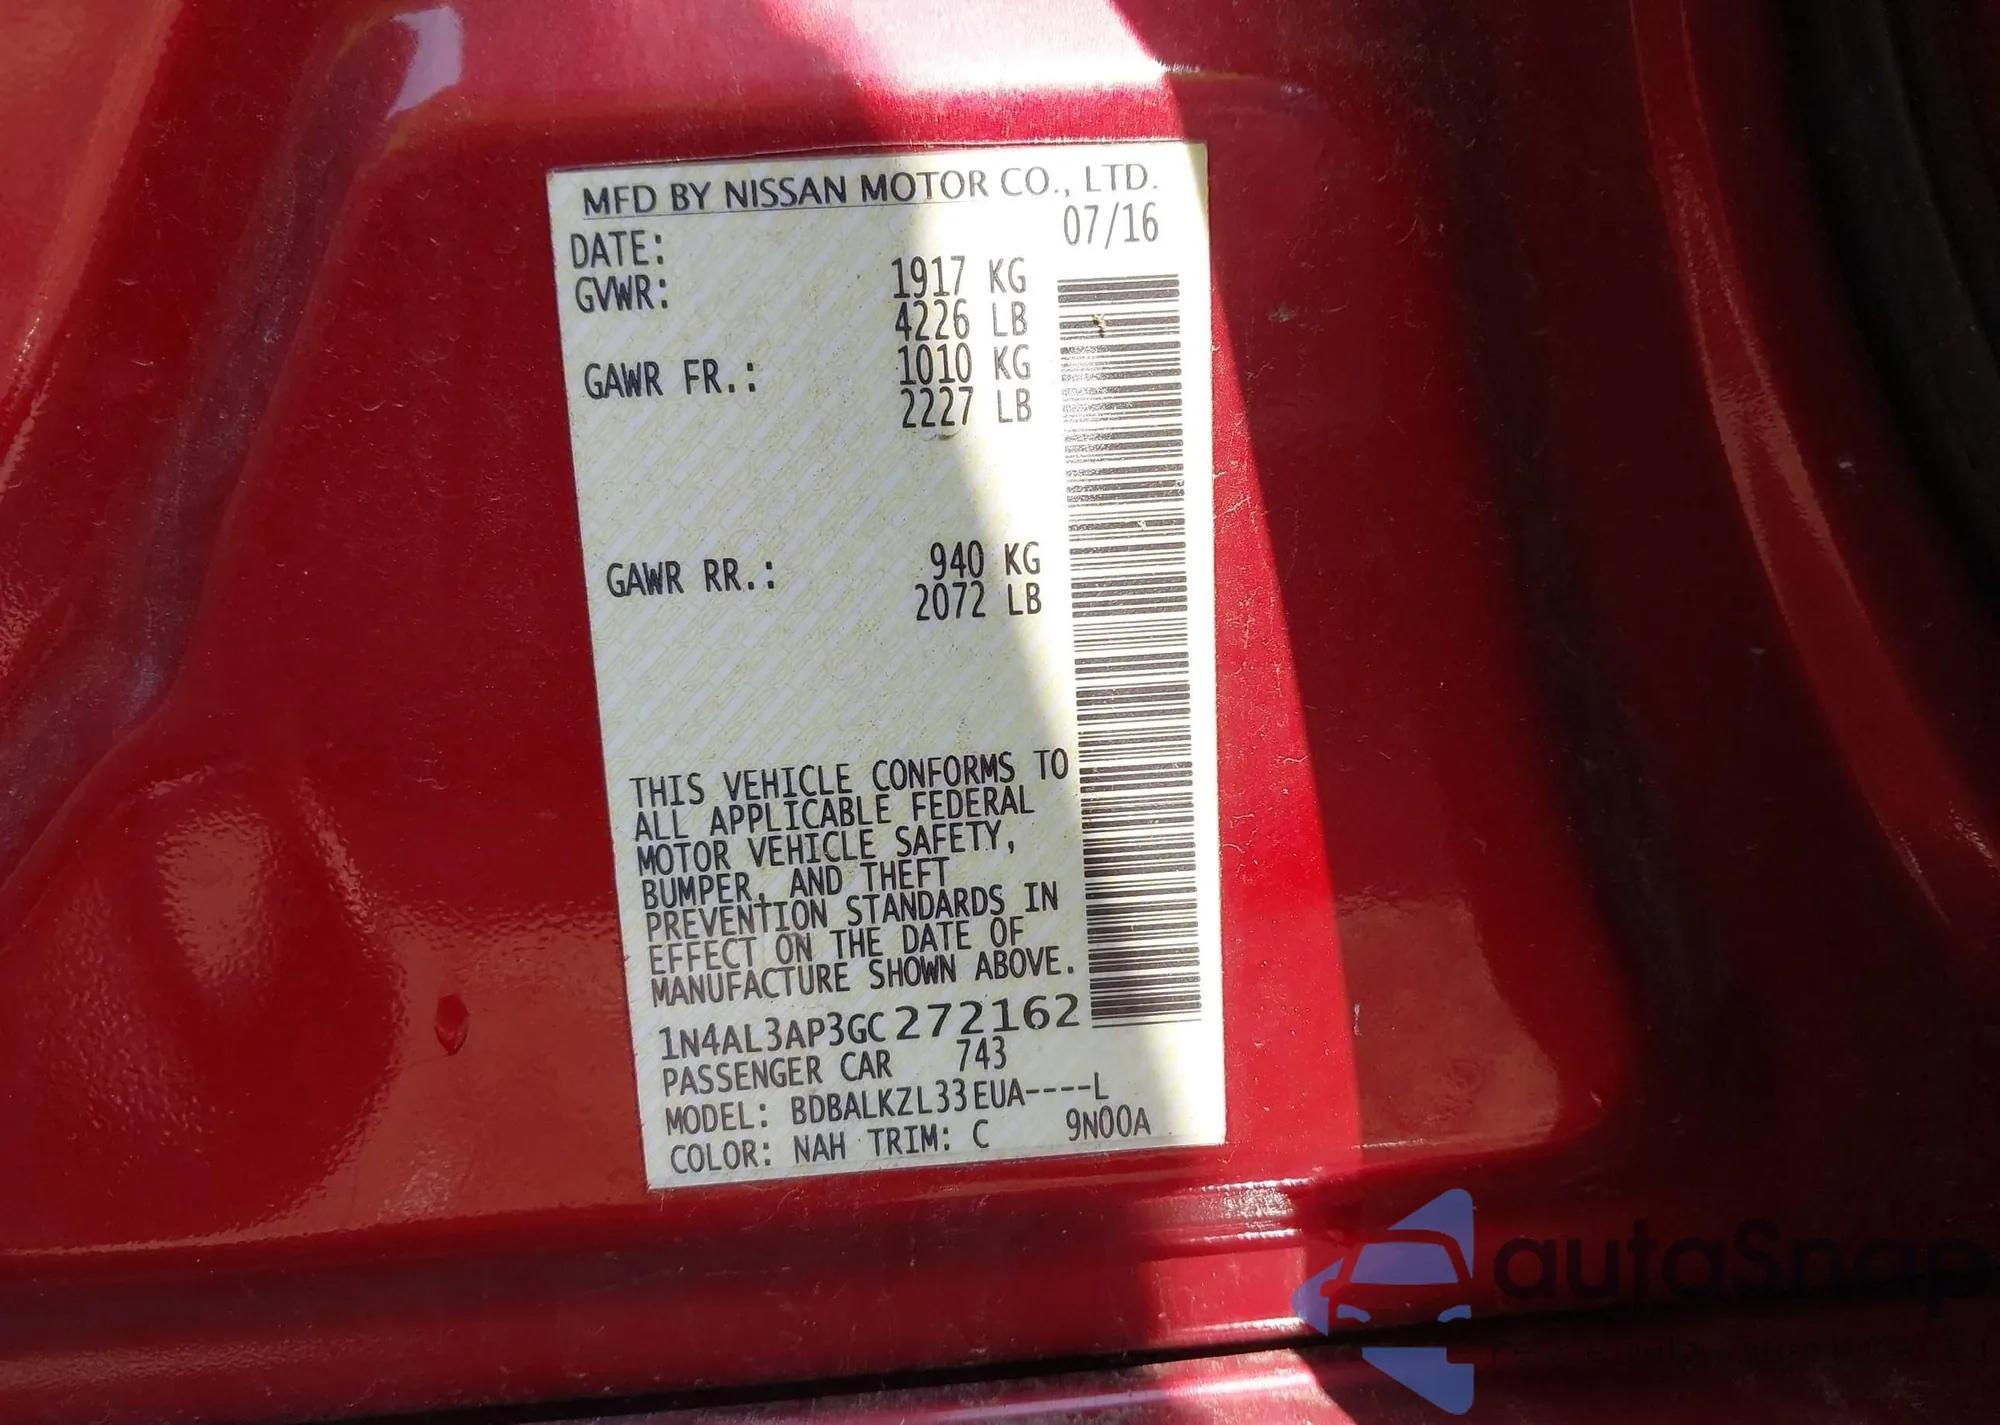 MFD BY NISSAN MOTOR CO., LTD.
DATE: 07/16
GVWR: 1917 KG
4226 LB
GAWR FR.: 1010 KG
2227 LB
GAWR RR.: 940 KG
2072 LB
THIS VEHICLE CONFORMS TO
ALL APPLICABLE FEDERAL
MOTOR VEHICLE SAFETY,
BUMPER, AND THEFT
PREVENTION STANDARDS IN
EFFECT ON THE DATE OF
MANUFACTURE SHOWN ABOVE.
1N4AL3AP3GC272162
PASSENGER CAR 743
MODEL: BDBALKZL33EUA----L
COLOR: NAH TRIM: C 9N00A
autoSnap